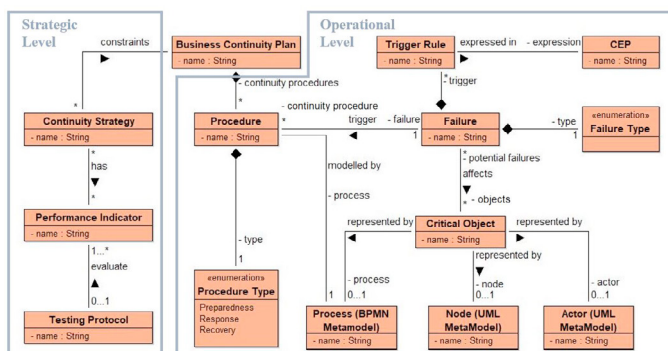 Strategic
Level
Operational
Level
constraints
Business Continuity Plan
- name : String
Trigger Rule
- name : String
expressed in
- expression
CEP
- name : String
- continuity procedures
*
*
- trigger
*
Continuity Strategy
- name : String
Procedure
- name : String
- continuity procedure
*
trigger
- failure
1
Failure
- name : String
- type
1
«enumeration»
Failure Type
*
has
*
modelled by
- process
*
- potential failures
affects
*
- objects
Performance Indicator
- name : String
represented by
Critical Object
- name : String
represented by
represented by
1...*
evaluate
0...1
- type
1
«enumeration»
Procedure Type
Preparedness
Response
Recovery
- process
1
0...1
- node
0...1
- actor
0...1
Testing Protocol
- name : String
Process (BPMN
Metamodel)
- name : String
Node (UML
MetaModel)
- name : String
Actor (UML
MetaModel)
- name : String